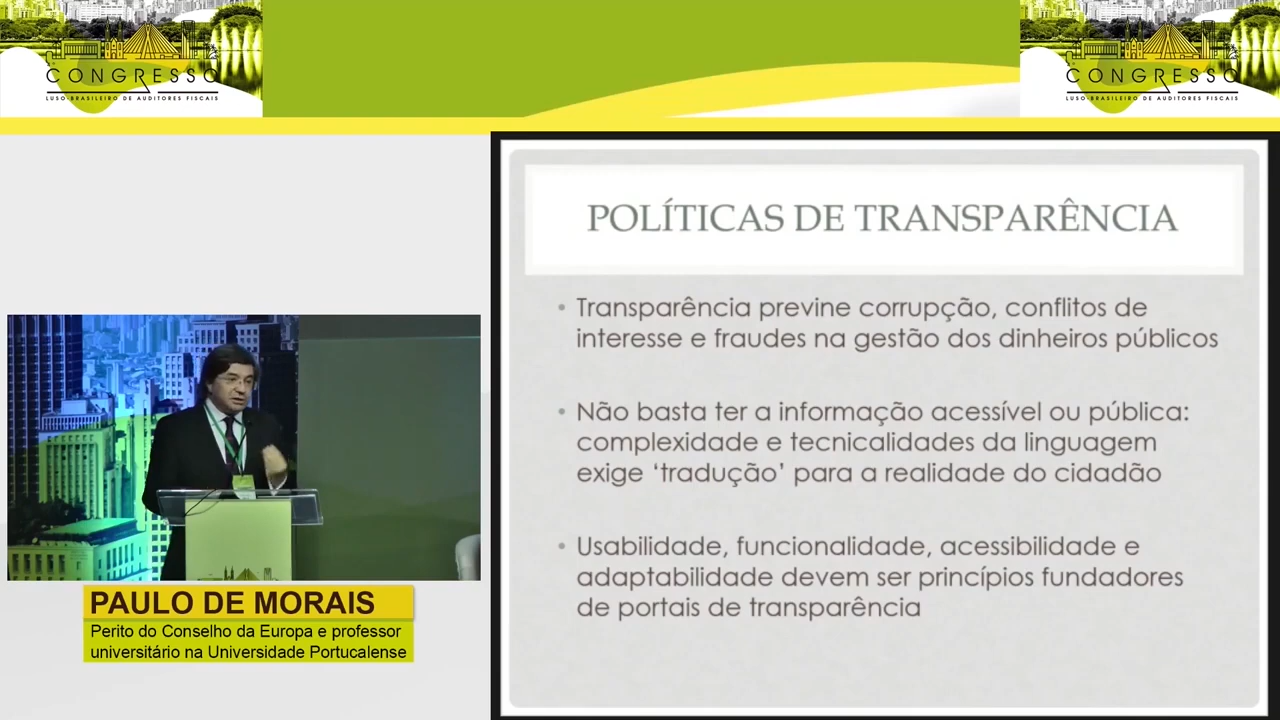 CONGRESSO
LUSO-BRASILEIRO DE AUDITORES FISCAIS
CONGRESSO
LUSO-BRASILEIRO DE AUDITORES FISCAIS
POLÍTICAS DE TRANSPARÊNCIA
• Transparência previne corrupção, conflitos de
interesse e fraudes na gestão dos dinheiros públicos
• Não basta ter a informação acessível ou pública:
complexidade e tecnicalidades da linguagem
exige ‘tradução’ para a realidade do cidadão
• Usabilidade, funcionalidade, acessibilidade e
adaptabilidade devem ser princípios fundadores
de portais de transparência
PAULO DE MORAIS
Perito do Conselho da Europa e professor
universitário na Universidade Portucalense